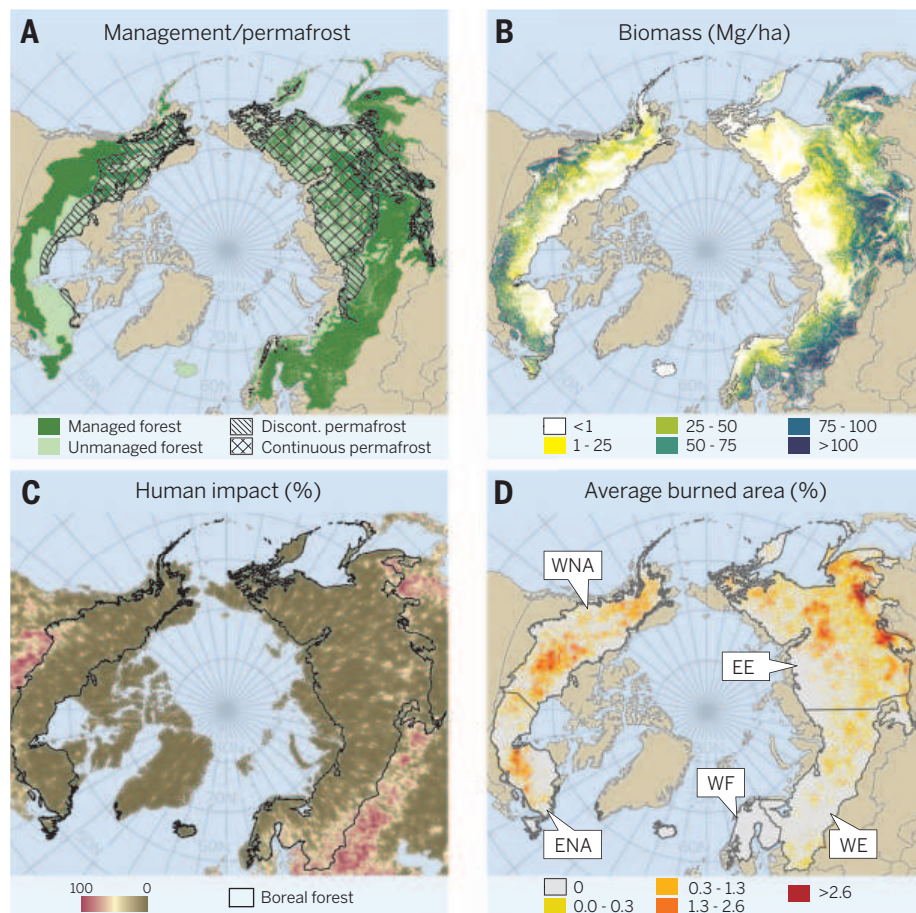 A Management/permafrost
Managed forest
Unmanaged forest
Discont. permafrost
Continuous permafrost
B Biomass (Mg/ha)
<1
1 - 25
25 - 50
50 - 75
75 - 100
>100
C Human impact (%)
100 0
Boreal forest
D Average burned area (%)
WNA
EE
WF
ENA
WE
0
0.0 - 0.3
0.3 - 1.3
1.3 - 2.6
>2.6